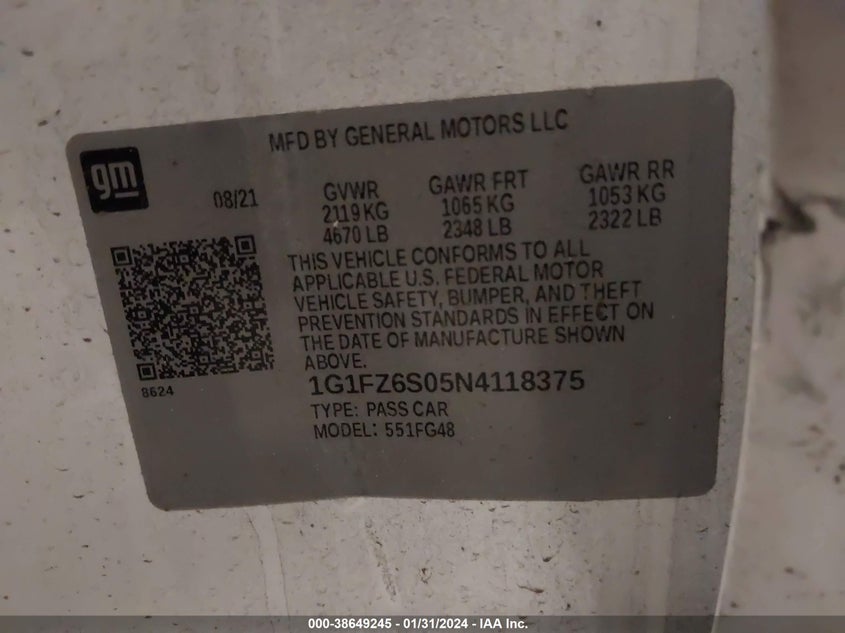 MFD BY GENERAL MOTORS LLC
gm
08/21
GVWR
2119 KG
4670 LB
GAWR FRT
1065 KG
2348 LB
GAWR RR
1053 KG
2322 LB
THIS VEHICLE CONFORMS TO ALL
APPLICABLE U.S. FEDERAL MOTOR
VEHICLE SAFETY, BUMPER, AND THEFT
PREVENTION STANDARDS IN EFFECT ON
THE DATE OF MANUFACTURE SHOWN
ABOVE.
8624
1G1FZ6S05N4118375
TYPE: PASS CAR
MODEL: 551FG48
000-38649245 - 01/31/2024 - IAA Inc.